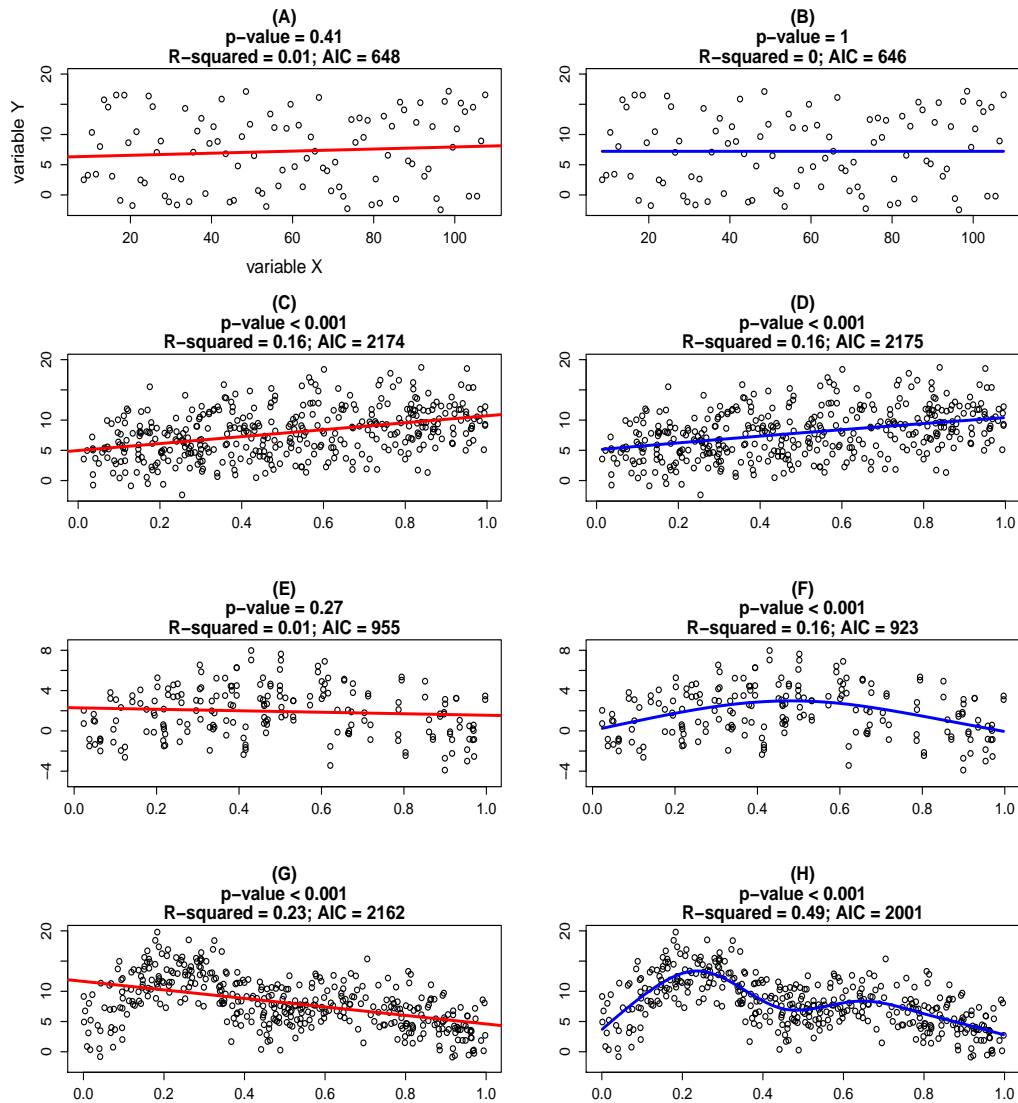 (A)
p−value = 0.41
R−squared = 0.01; AIC = 648
variable Y
20
15
10
5
0
20 40 60 80 100
variable X
(B)
p−value = 1
R−squared = 0; AIC = 646
20
10
5
0
20 40 60 80 100
(C)
p−value < 0.001
R−squared = 0.16; AIC = 2174
20
10
5
0
0.0 0.2 0.4 0.6 0.8 1.0
(D)
p−value < 0.001
R−squared = 0.16; AIC = 2175
20
10
5
0
0.0 0.2 0.4 0.6 0.8 1.0
(E)
p−value = 0.27
R−squared = 0.01; AIC = 955
8
4
0
−4
0.0 0.2 0.4 0.6 0.8 1.0
(F)
p−value < 0.001
R−squared = 0.16; AIC = 923
8
4
0
−4
0.0 0.2 0.4 0.6 0.8 1.0
(G)
p−value < 0.001
R−squared = 0.23; AIC = 2162
20
10
5
0
0.0 0.2 0.4 0.6 0.8 1.0
(H)
p−value < 0.001
R−squared = 0.49; AIC = 2001
20
10
5
0
0.0 0.2 0.4 0.6 0.8 1.0